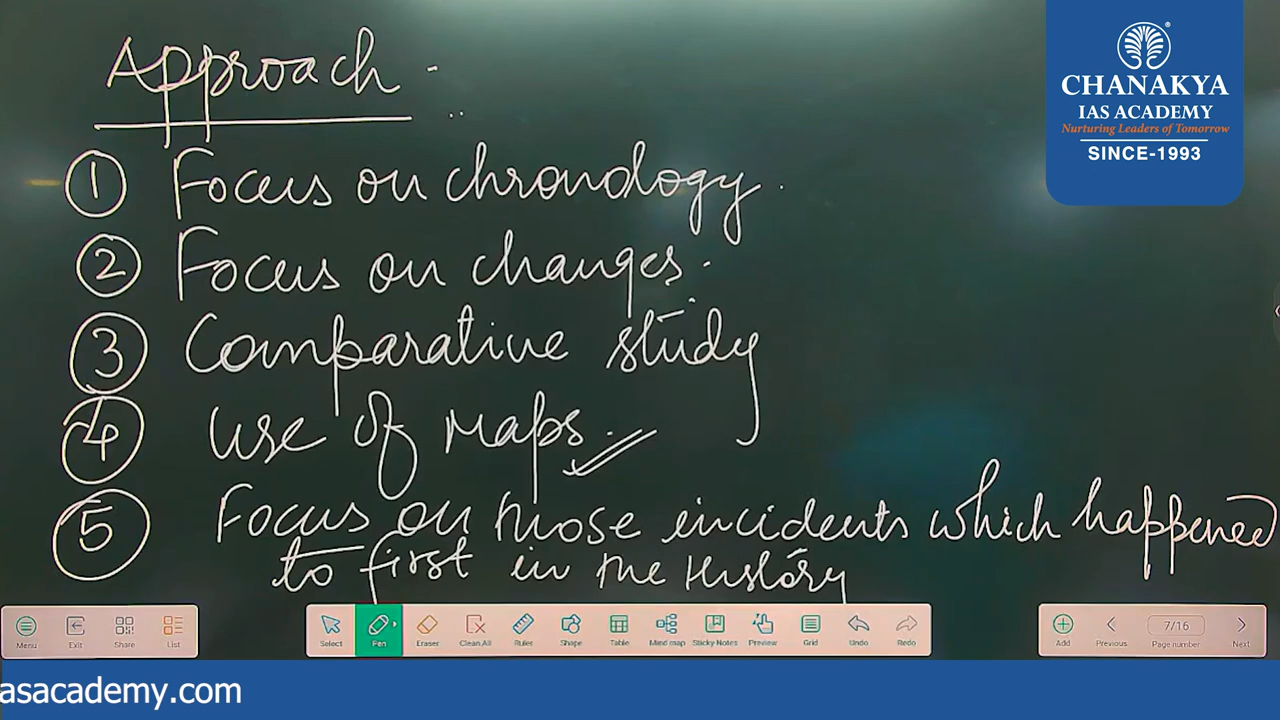 Approach :
CHANAKYA
IAS ACADEMY
Nurturing Leaders of Tomorrow
SINCE-1993
① Focus on chronology.
② Focus on changes.
③ Comparative study
④ Use of Maps.
⑤ Focus on those incidents which happened
to first in the History
Menu Exit Share List
Select Pen Eraser Clean All Ruler Shape Table Mind map Sticky Notes Preview Grid Undo Redo
Add Previous 7/16 Page number Next
asacademy.com